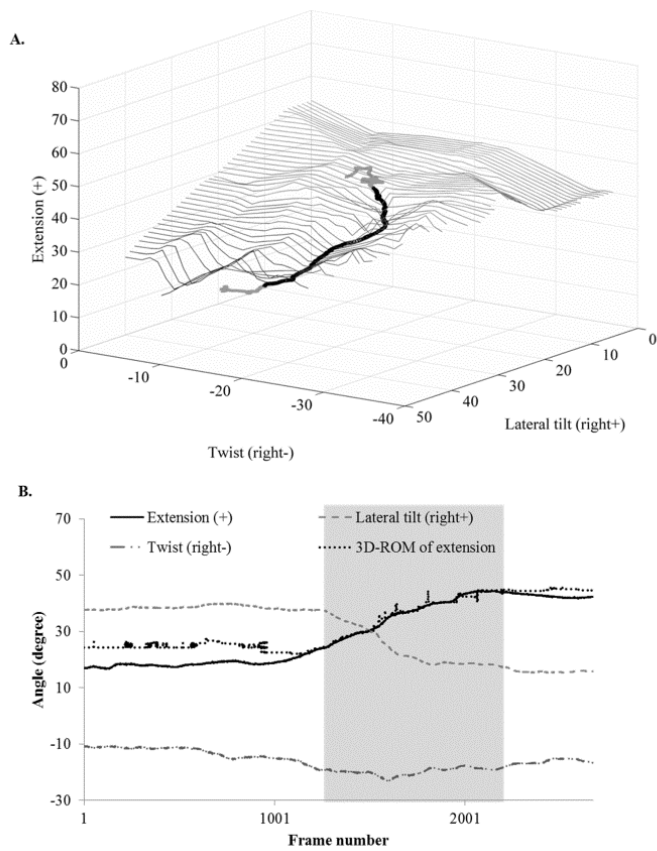 A.
80
70
60
50
40
30
20
10
0
Extension (+)
0
-10
-20
-30
-40
Twist (right-)
50
40
30
20
10
0
Lateral tilt (right+)
B.
Extension (+)
Lateral tilt (right+)
Twist (right-)
3D-ROM of extension
70
50
30
10
-10
-30
Angle (degree)
1
1001
2001
Frame number